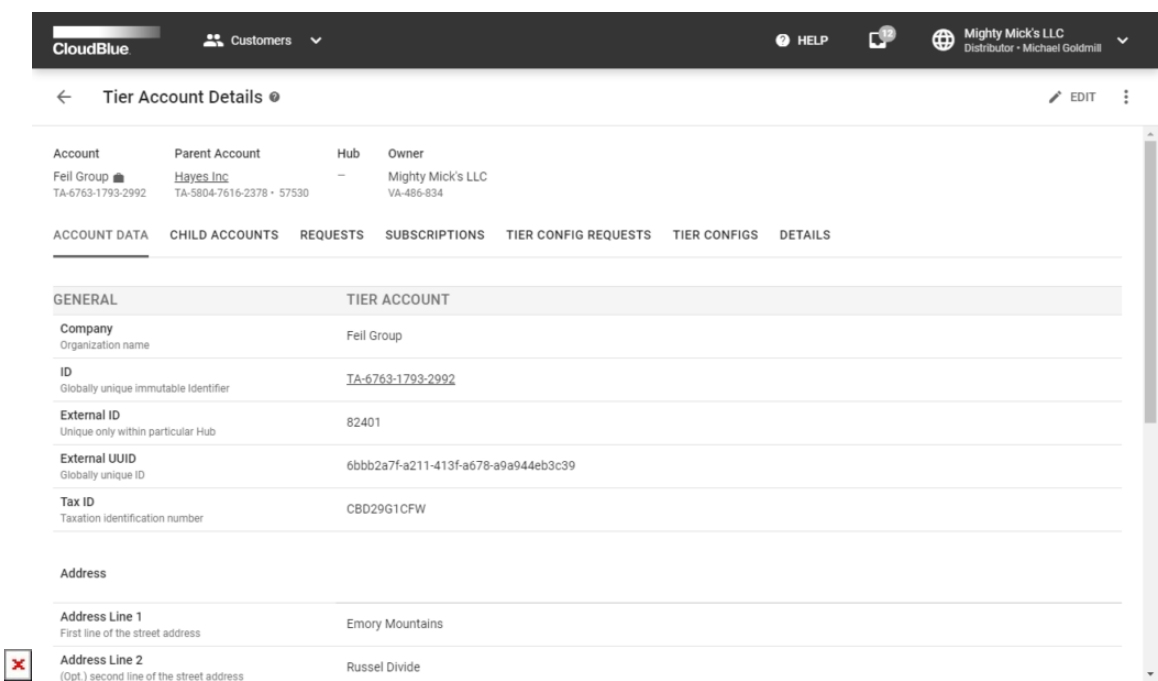 CloudBlue Customers HELP 12 Mighty Mick's LLC
Distributor • Michael Goldmill
Tier Account Details EDIT
Account Parent Account Hub Owner
Feil Group Hayes Inc – Mighty Mick's LLC
TA-6763-1793-2992 TA-5804-7616-2378 • 57530 VA-486-834
ACCOUNT DATA CHILD ACCOUNTS REQUESTS SUBSCRIPTIONS TIER CONFIG REQUESTS TIER CONFIGS DETAILS
GENERAL TIER ACCOUNT
Company
Organization name
Feil Group
ID
Globally unique immutable Identifier
TA-6763-1793-2992
External ID
Unique only within particular Hub
82401
External UUID
Globally unique ID
6bbb2a7f-a211-413f-a678-a9a944eb3c39
Tax ID
Taxation identification number
CBD29G1CFW
Address
Address Line 1
First line of the street address
Emory Mountains
Address Line 2
(Opt.) second line of the street address
Russel Divide